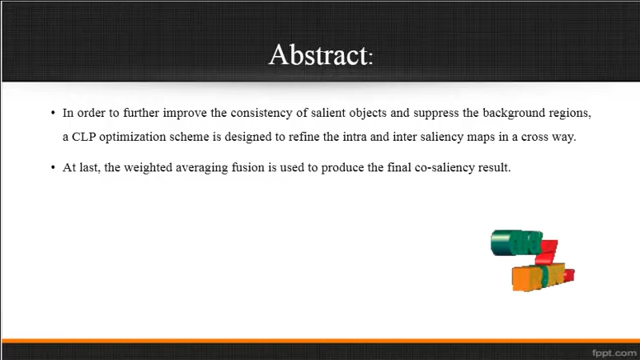 Abstract:
• In order to further improve the consistency of salient objects and suppress the background regions,
a CLP optimization scheme is designed to refine the intra and inter saliency maps in a cross way.
• At last, the weighted averaging fusion is used to produce the final co-saliency result.
fppt.com